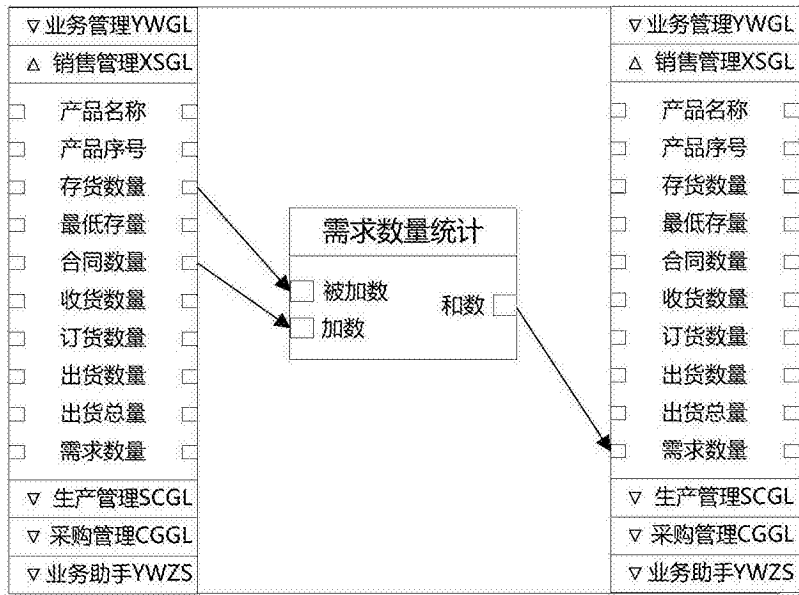 ▽业务管理YWGL
△ 销售管理XSGL
产品名称
产品序号
存货数量
最低存量
合同数量
收货数量
订货数量
出货数量
出货总量
需求数量
▽ 生产管理SCGL
▽ 采购管理CGGL
▽业务助手YWZS
需求数量统计
被加数
加数
和数
▽业务管理YWGL
△ 销售管理XSGL
产品名称
产品序号
存货数量
最低存量
合同数量
收货数量
订货数量
出货数量
出货总量
需求数量
▽ 生产管理SCGL
▽ 采购管理CGGL
▽业务助手YWZS